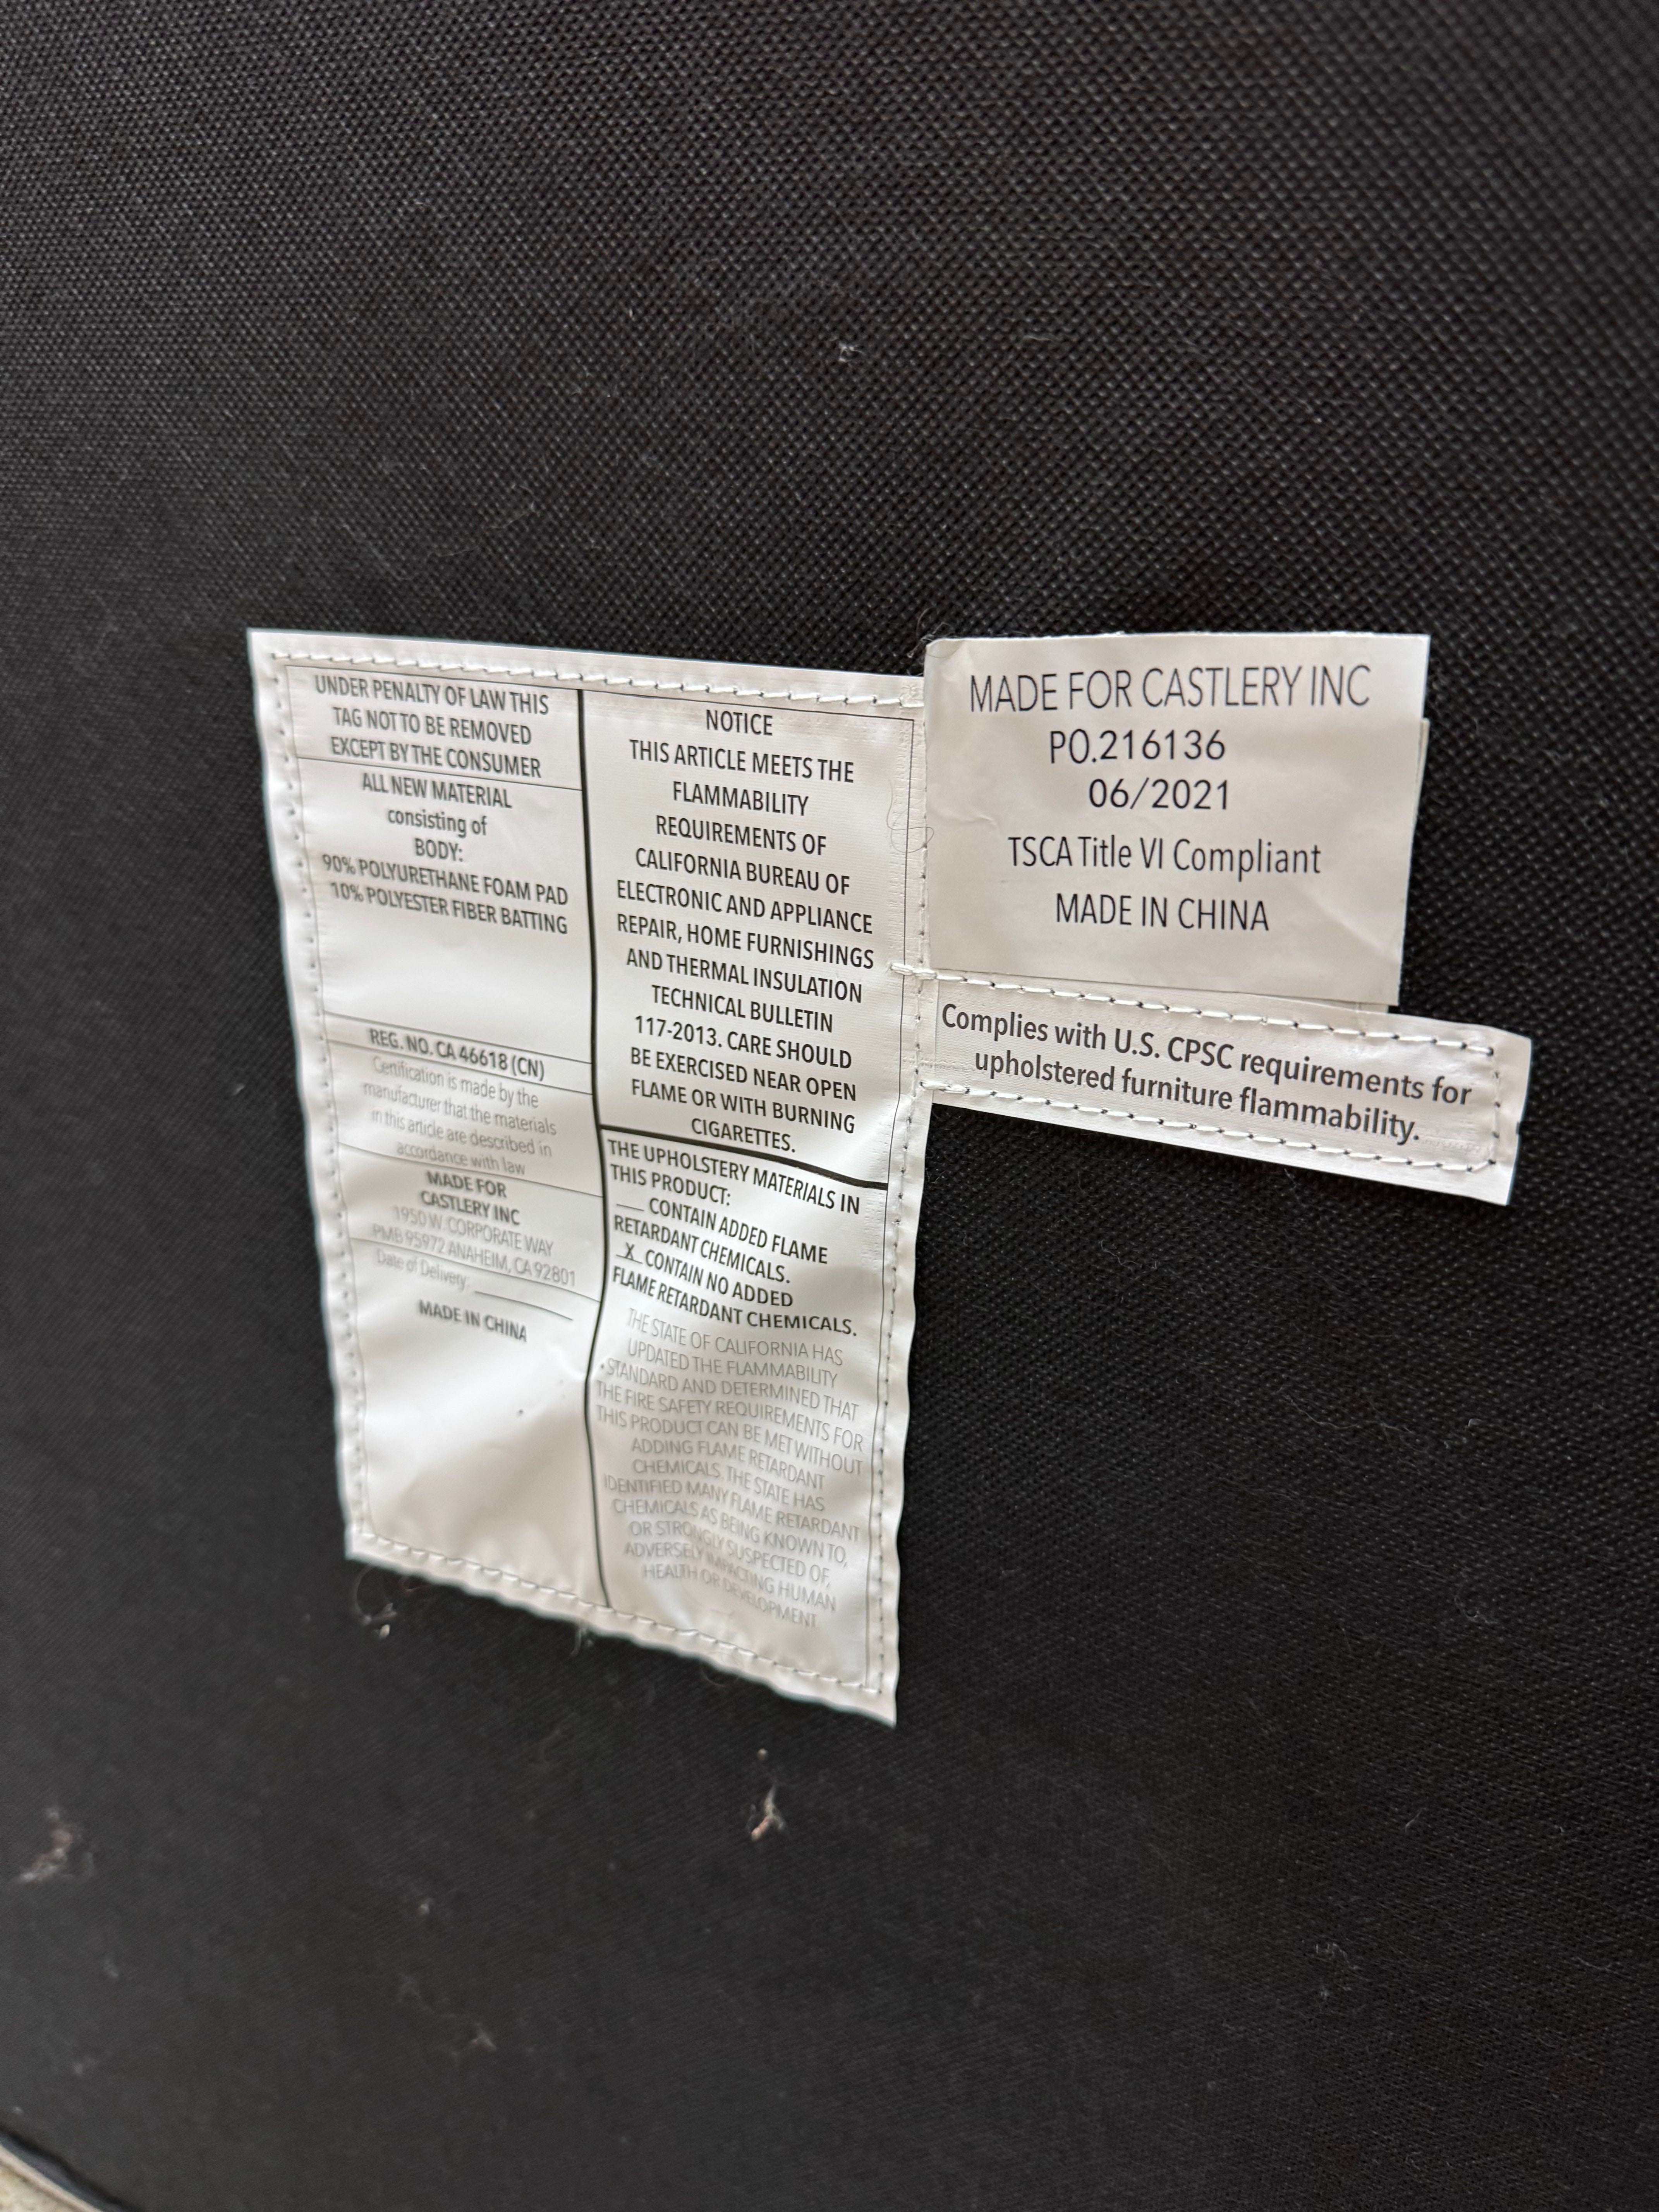 UNDER PENALTY OF LAW THIS
TAG NOT TO BE REMOVED
EXCEPT BY THE CONSUMER
ALL NEW MATERIAL
consisting of
BODY:
90% POLYURETHANE FOAM PAD
10% POLYESTER FIBER BATTING
REG. NO. CA 46618 (CN)
Certification is made by the
manufacturer that the materials
in this article are described in
accordance with law
MADE FOR
CASTLERY INC
1950 W. CORPORATE WAY
PMB 95972 ANAHEIM, CA 92801
Date of Delivery: ________
MADE IN CHINA
NOTICE
THIS ARTICLE MEETS THE
FLAMMABILITY
REQUIREMENTS OF
CALIFORNIA BUREAU OF
ELECTRONIC AND APPLIANCE
REPAIR, HOME FURNISHINGS
AND THERMAL INSULATION
TECHNICAL BULLETIN
117-2013. CARE SHOULD
BE EXERCISED NEAR OPEN
FLAME OR WITH BURNING
CIGARETTES.
THE UPHOLSTERY MATERIALS IN
THIS PRODUCT:
___ CONTAIN ADDED FLAME
RETARDANT CHEMICALS.
_X_ CONTAIN NO ADDED
FLAME RETARDANT CHEMICALS.
THE STATE OF CALIFORNIA HAS
UPDATED THE FLAMMABILITY
STANDARD AND DETERMINED THAT
THE FIRE SAFETY REQUIREMENTS FOR
THIS PRODUCT CAN BE MET WITHOUT
ADDING FLAME RETARDANT
CHEMICALS. THE STATE HAS
IDENTIFIED MANY FLAME RETARDANT
CHEMICALS AS BEING KNOWN TO,
OR STRONGLY SUSPECTED OF,
ADVERSELY IMPACTING HUMAN
HEALTH OR DEVELOPMENT
MADE FOR CASTLERY INC
PO.216136
06/2021
TSCA Title VI Compliant
MADE IN CHINA
Complies with U.S. CPSC requirements for
upholstered furniture flammability.